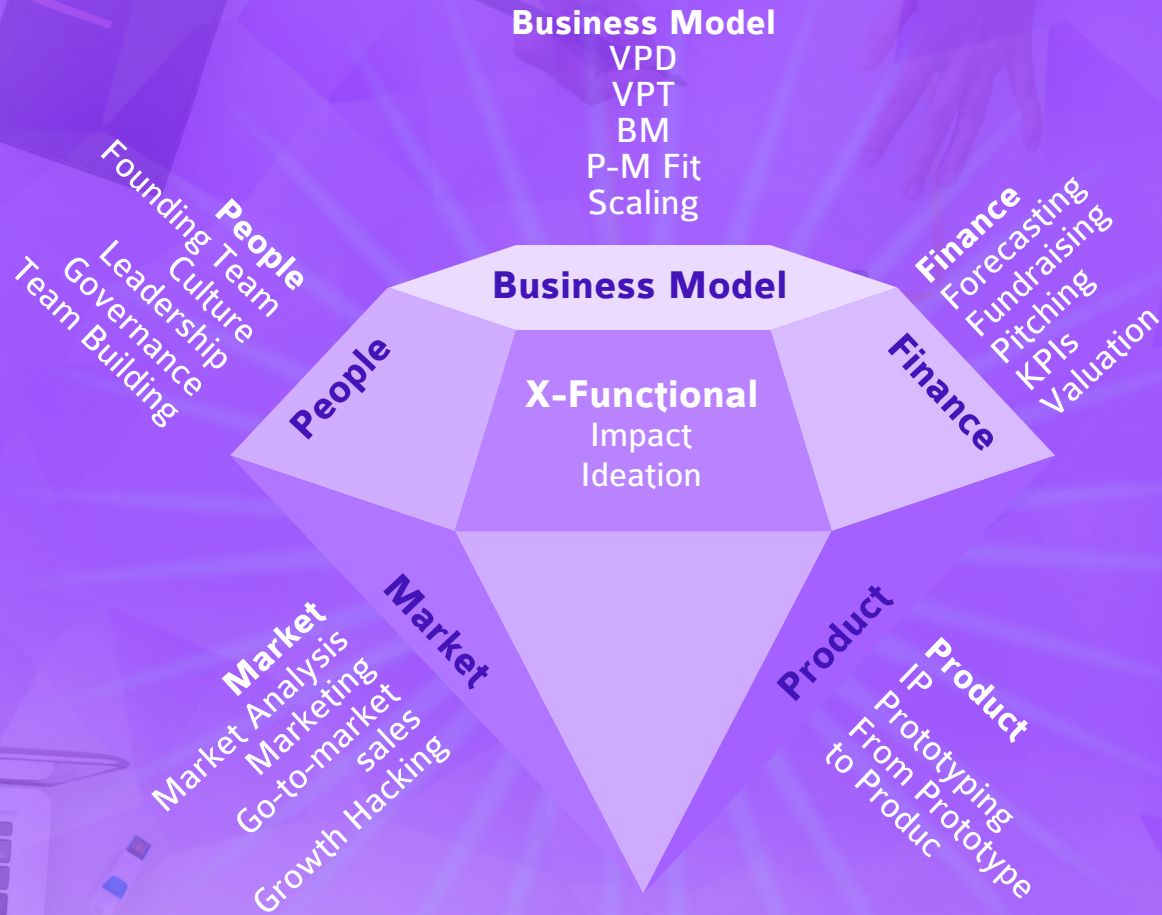 Business Model
VPD
VPT
BM
P-M Fit
Scaling
People
Founding Team
Culture
Leadership
Governance
Team Building
Finance
Forecasting
Fundraising
Pitching
KPIs
Valuation
Business Model
People
Finance
X-Functional
Impact
Ideation
Market
Product
Market
Market Analysis
Marketing
Go-to-market
sales
Growth Hacking
Product
IP
Prototyping
From Prototype
to Produc